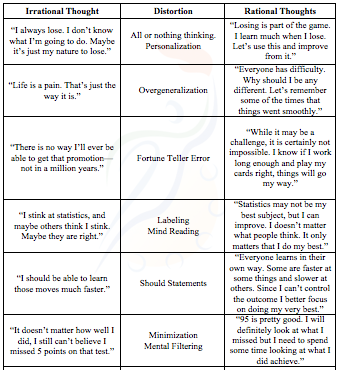 Irrational Thought Distortion Rational Thoughts
“I always lose. I don’t know
what I’m going to do. Maybe
it’s just my nature to lose.”
All or nothing thinking.
Personalization
“Losing is part of the game.
I learn much when I lose.
Let’s use this and improve
from it.”
“Life is a pain. That’s just the
way it is.”
Overgeneralization
“Everyone has difficulty.
Why should I be any
different. Let’s remember
some of the times that
things went smoothly.”
“There is no way I’ll ever be
able to get that promotion—
not in a million years.”
Fortune Teller Error
“While it may be a
challenge, it is certainly not
impossible. I know if I work
long enough and play my
cards right, things will go
my way.”
“I stink at statistics, and
maybe others think I stink.
Maybe they are right.”
Labeling
Mind Reading
“Statistics may not be my
best subject, but I can
improve. I doesn’t matter
what people think. It only
matters that I do my best.”
“I should be able to learn
those moves much faster.”
Should Statements
“Everyone learns in their
own way. Some are faster at
some things and slower at
others. Since I can’t control
the outcome I better focus
on doing my very best.”
“It doesn’t matter how well I
did, I still can’t believe I
missed 5 points on that test.”
Minimization
Mental Filtering
“95 is pretty good. I will
definitely look at what I
missed but I need to spend
some time looking at what I
did achieve.”